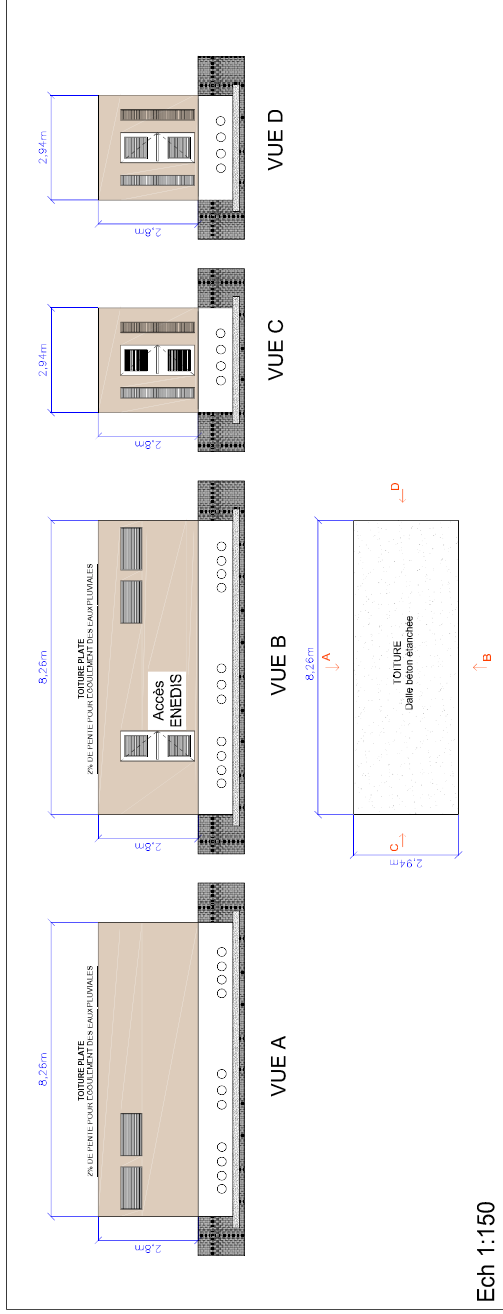 8,26m
TOITURE PLATE
2% DE PENTE POUR ECOULEMENT DES EAUX PLUVIALES
2,8m
VUE A
8,26m
TOITURE PLATE
2% DE PENTE POUR ECOULEMENT DES EAUX PLUVIALES
2,8m
Accès
ENEDIS
VUE B
2,94m
2,8m
VUE C
2,94m
2,8m
VUE D
8,26m
A
C
D
TOITURE
Dalle béton étanchée
2,94m
B
Ech 1:150